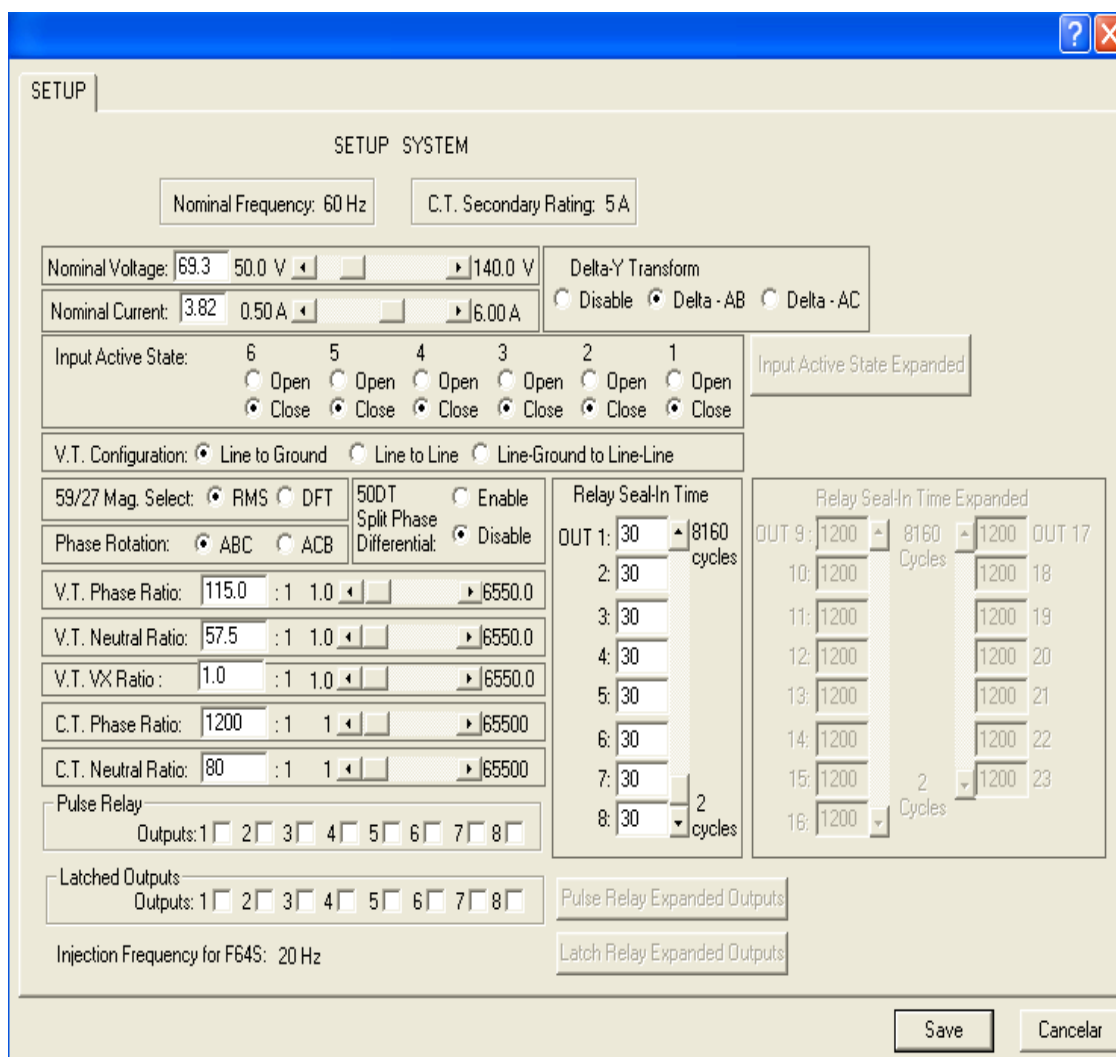 SETUP
SETUP SYSTEM
Nominal Frequency: 60 Hz
C.T. Secondary Rating: 5 A
Nominal Voltage: 69.3 50.0 V 140.0 V
Nominal Current: 3.82 0.50 A 6.00 A
Delta-Y Transform
Disable Delta - AB Delta - AC
Input Active State: 6 5 4 3 2 1
Open Open Open Open Open Open
Close Close Close Close Close Close
Input Active State Expanded
V.T. Configuration: Line to Ground Line to Line Line-Ground to Line-Line
59/27 Mag. Select: RMS DFT
Phase Rotation: ABC ACB
50DT Enable
Split Phase
Differential: Disable
V.T. Phase Ratio: 115.0 : 1 1.0 6550.0
V.T. Neutral Ratio: 57.5 : 1 1.0 6550.0
V.T. VX Ratio : 1.0 : 1 1.0 6550.0
C.T. Phase Ratio: 1200 : 1 1 65500
C.T. Neutral Ratio: 80 : 1 1 65500
Pulse Relay
Outputs: 1 2 3 4 5 6 7 8
Latched Outputs
Outputs: 1 2 3 4 5 6 7 8
Injection Frequency for F64S: 20 Hz
Relay Seal-In Time
OUT 1: 30 8160
cycles
2: 30
3: 30
4: 30
5: 30
6: 30
7: 30
8: 30 2
cycles
Relay Seal-In Time Expanded
OUT 9 : 1200 8160 1200 OUT 17
Cycles
10: 1200 1200 18
11: 1200 1200 19
12: 1200 1200 20
13: 1200 1200 21
14: 1200 1200 22
15: 1200 2 1200 23
Cycles
16: 1200
Pulse Relay Expanded Outputs
Latch Relay Expanded Outputs
Save
Cancelar